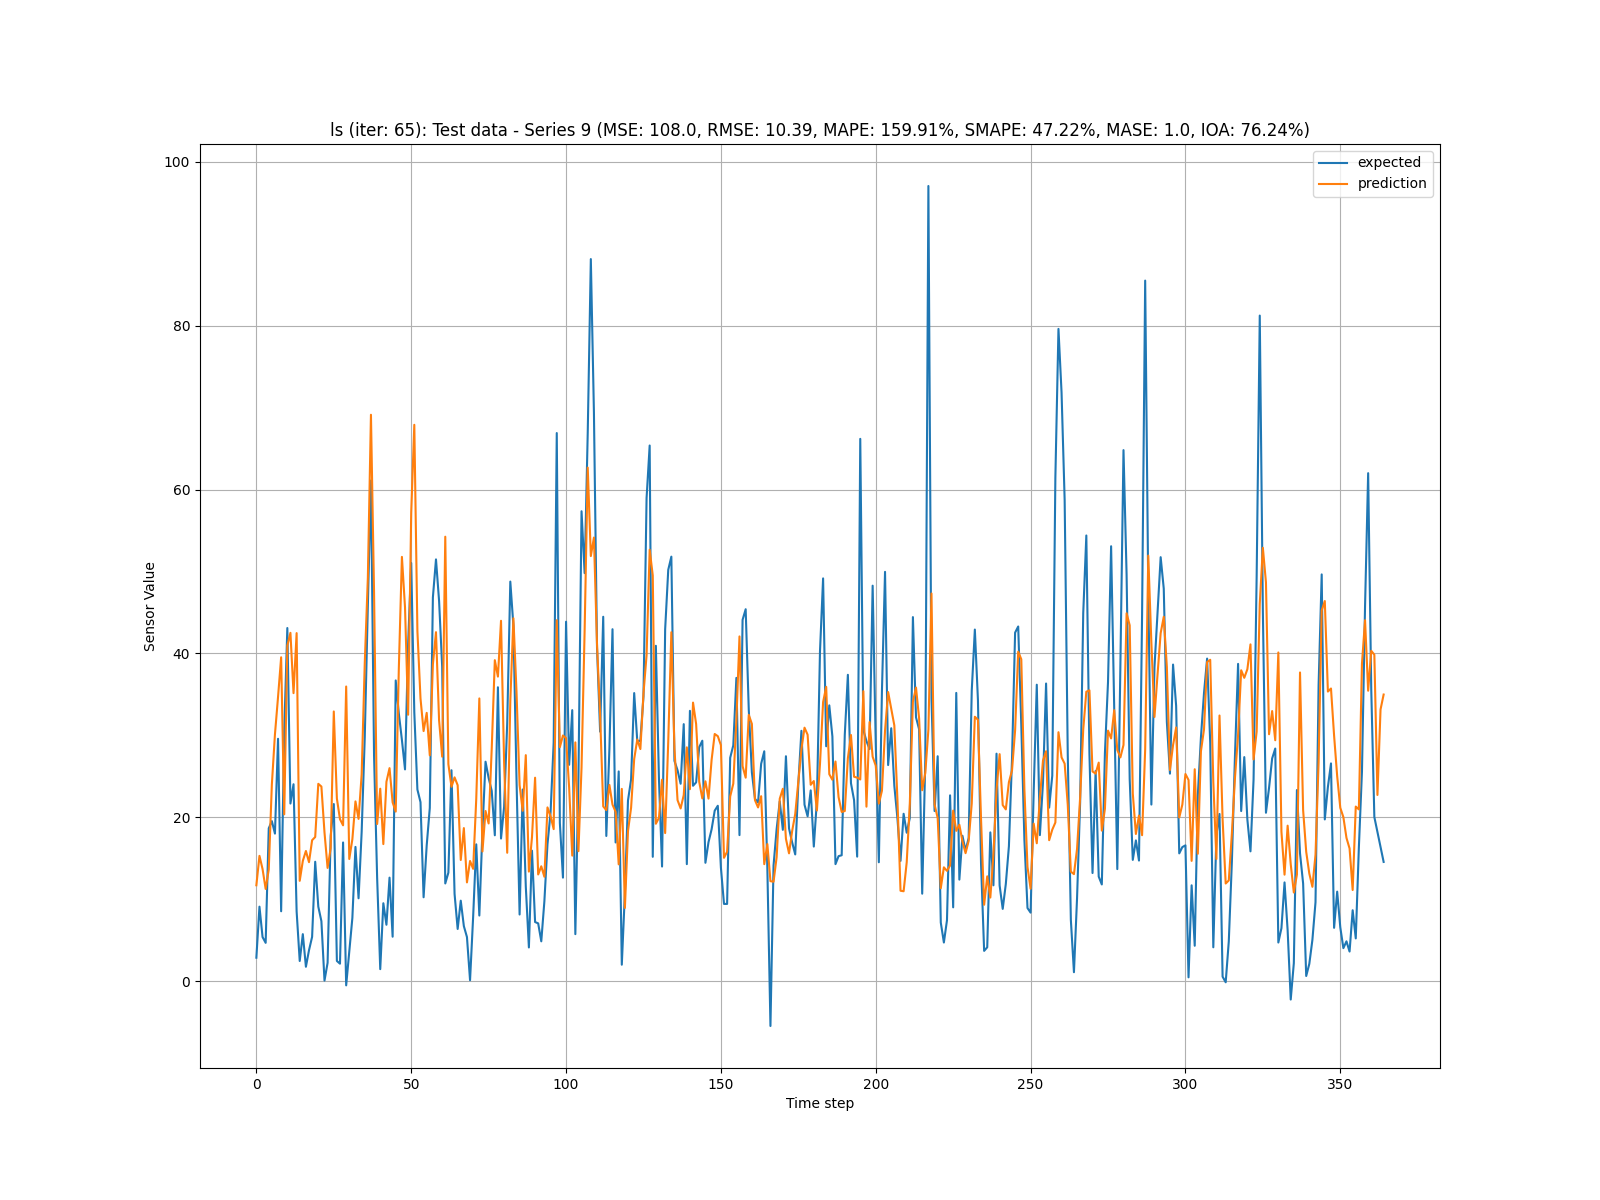 ls (iter: 65): Test data - Series 9 (MSE: 108.0, RMSE: 10.39, MAPE: 159.91%, SMAPE: 47.22%, MASE: 1.0, IOA: 76.24%)
expected
prediction
100
80
60
40
20
0
Sensor Value
0 50 100 150 200 250 300 350
Time step